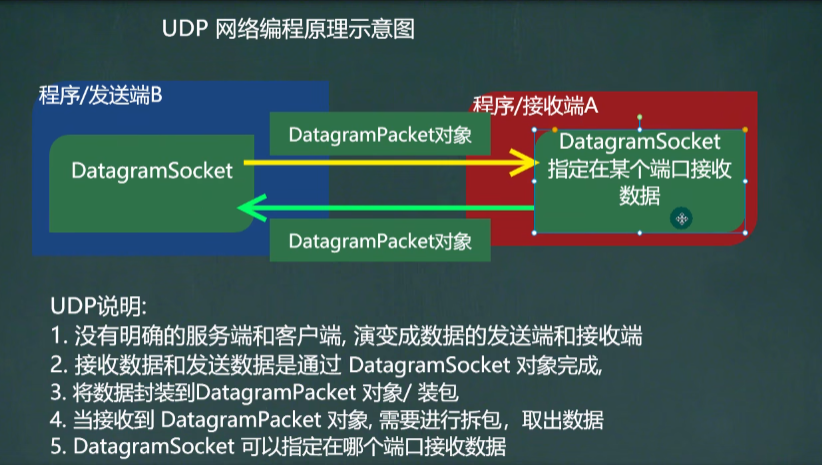 UDP 网络编程原理示意图
程序/发送端B
程序/接收端A
DatagramPacket对象
DatagramSocket
DatagramSocket
指定在某个端口接收
数据
DatagramPacket对象
UDP说明:
1. 没有明确的服务端和客户端, 演变成数据的发送端和接收端
2. 接收数据和发送数据是通过 DatagramSocket 对象完成,
3. 将数据封装到DatagramPacket 对象/ 装包
4. 当接收到 DatagramPacket 对象, 需要进行拆包，取出数据
5. DatagramSocket 可以指定在哪个端口接收数据